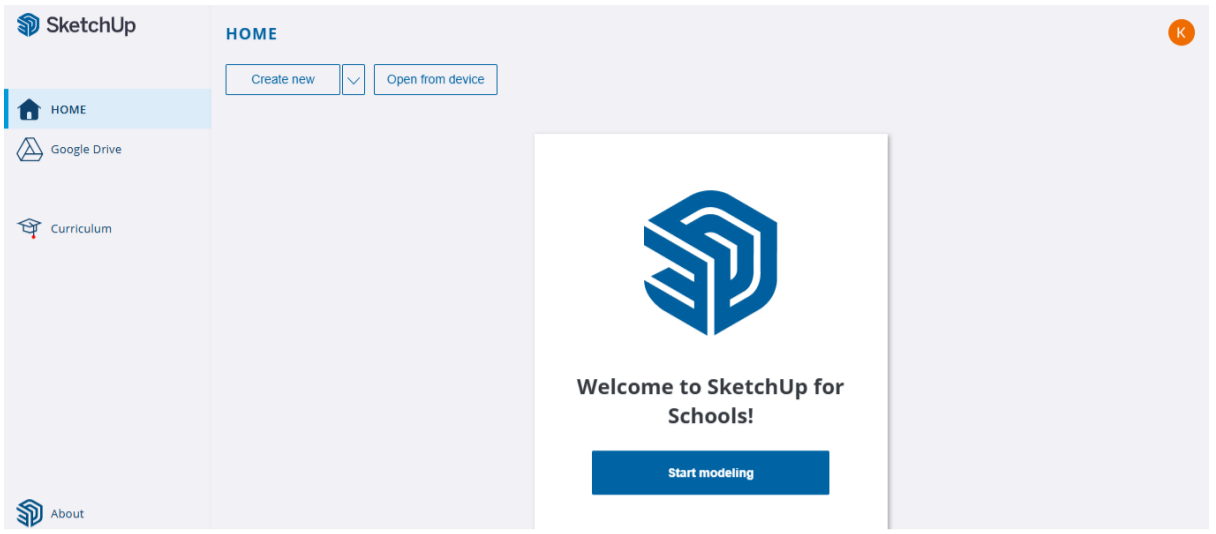 SketchUp
HOME
K
Create new
Open from device
HOME
Google Drive
Curriculum
Welcome to SketchUp for
Schools!
Start modeling
About